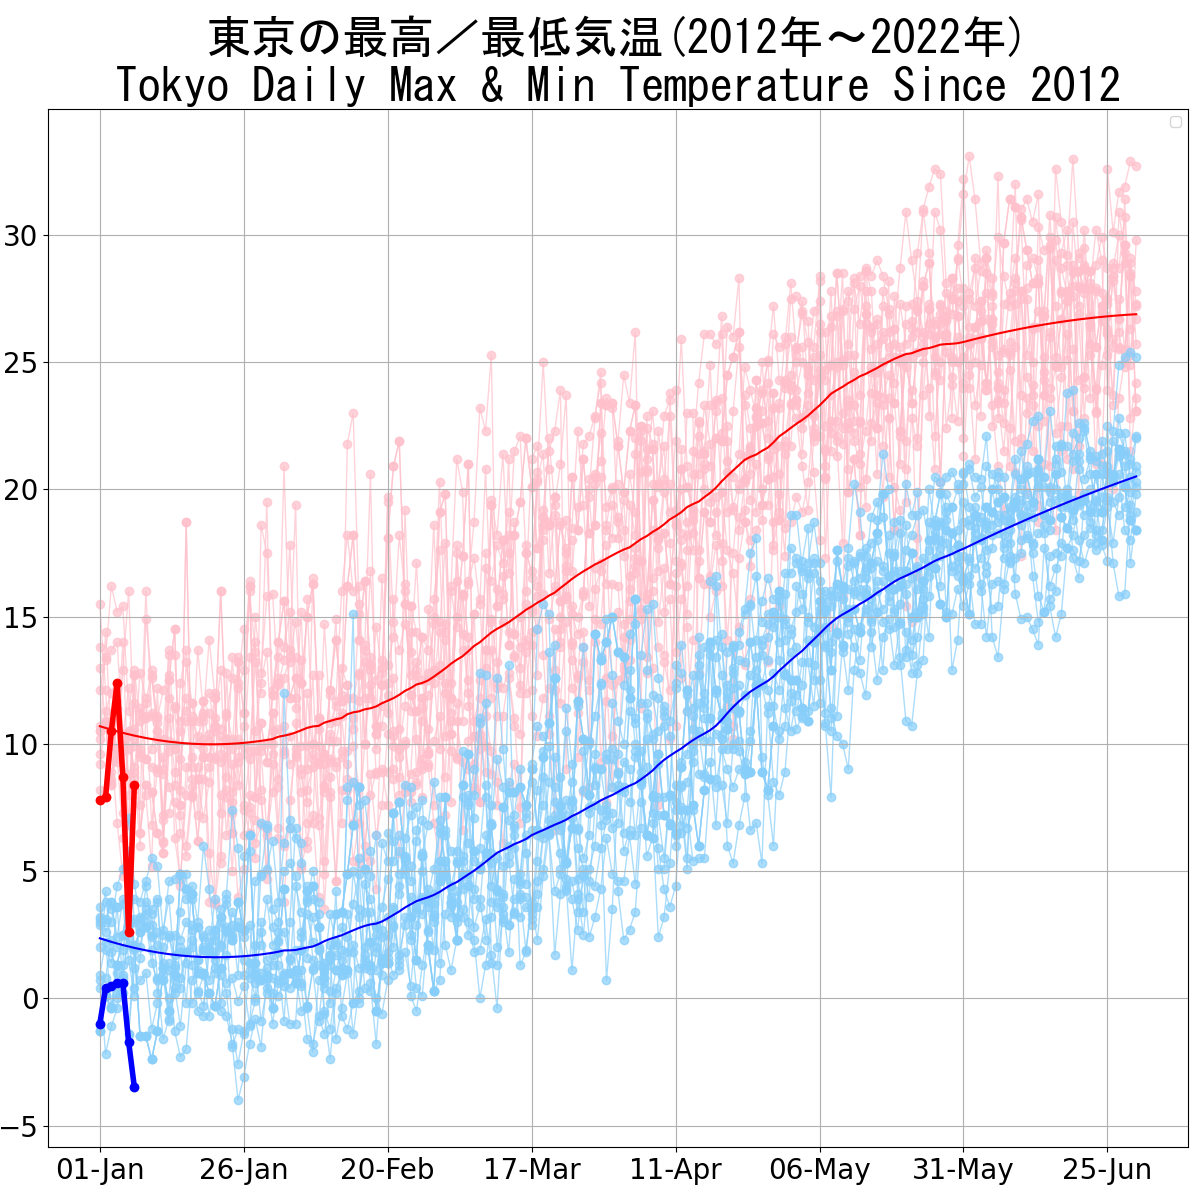 東京の最高／最低気温(2012年～2022年)
Tokyo Daily Max & Min Temperature Since 2012
30
25
20
15
10
5
0
−5
01-Jan 26-Jan 20-Feb 17-Mar 11-Apr 06-May 31-May 25-Jun